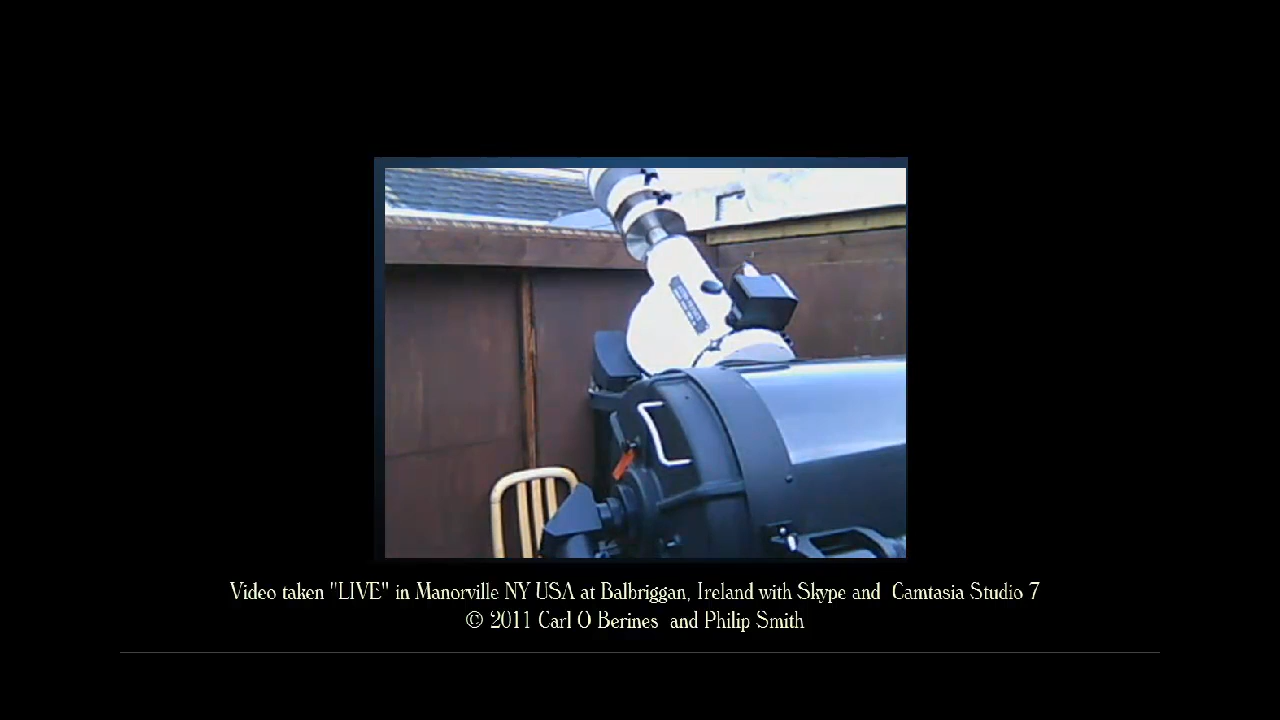 Video taken "LIVE" in Manorville NY USA at Balbriggan, Ireland with Skype and Camtasia Studio 7
© 2011 Carl O Berines and Philip Smith